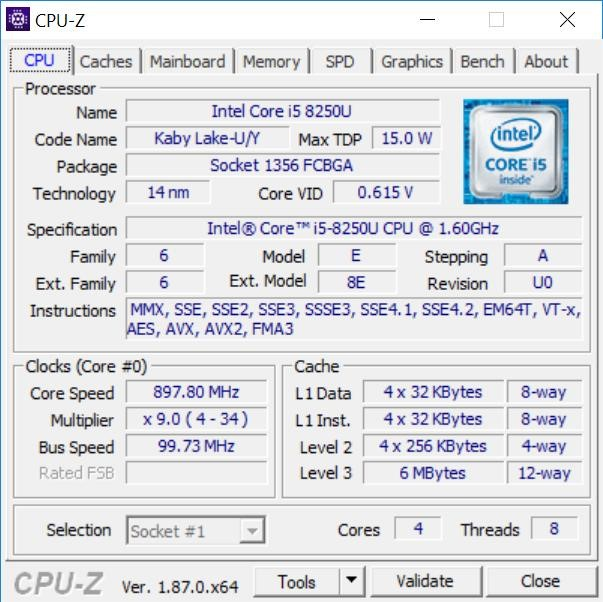 CPU-Z
CPU Caches Mainboard Memory SPD Graphics Bench About
Processor
Name Intel Core i5 8250U
Code Name Kaby Lake-U/Y Max TDP 15.0 W
Package Socket 1356 FCBGA
Technology 14 nm Core VID 0.615 V
intel
CORE i5
inside
Specification Intel® Core™ i5-8250U CPU @ 1.60GHz
Family 6 Model E Stepping A
Ext. Family 6 Ext. Model 8E Revision U0
Instructions MMX, SSE, SSE2, SSE3, SSSE3, SSE4.1, SSE4.2, EM64T, VT-x,
AES, AVX, AVX2, FMA3
Clocks (Core #0)
Core Speed 897.80 MHz
Multiplier x 9.0 ( 4 - 34 )
Bus Speed 99.73 MHz
Rated FSB
Cache
L1 Data 4 x 32 KBytes 8-way
L1 Inst. 4 x 32 KBytes 8-way
Level 2 4 x 256 KBytes 4-way
Level 3 6 MBytes 12-way
Selection Socket #1 Cores 4 Threads 8
CPU-Z Ver. 1.87.0.x64 Tools Validate Close